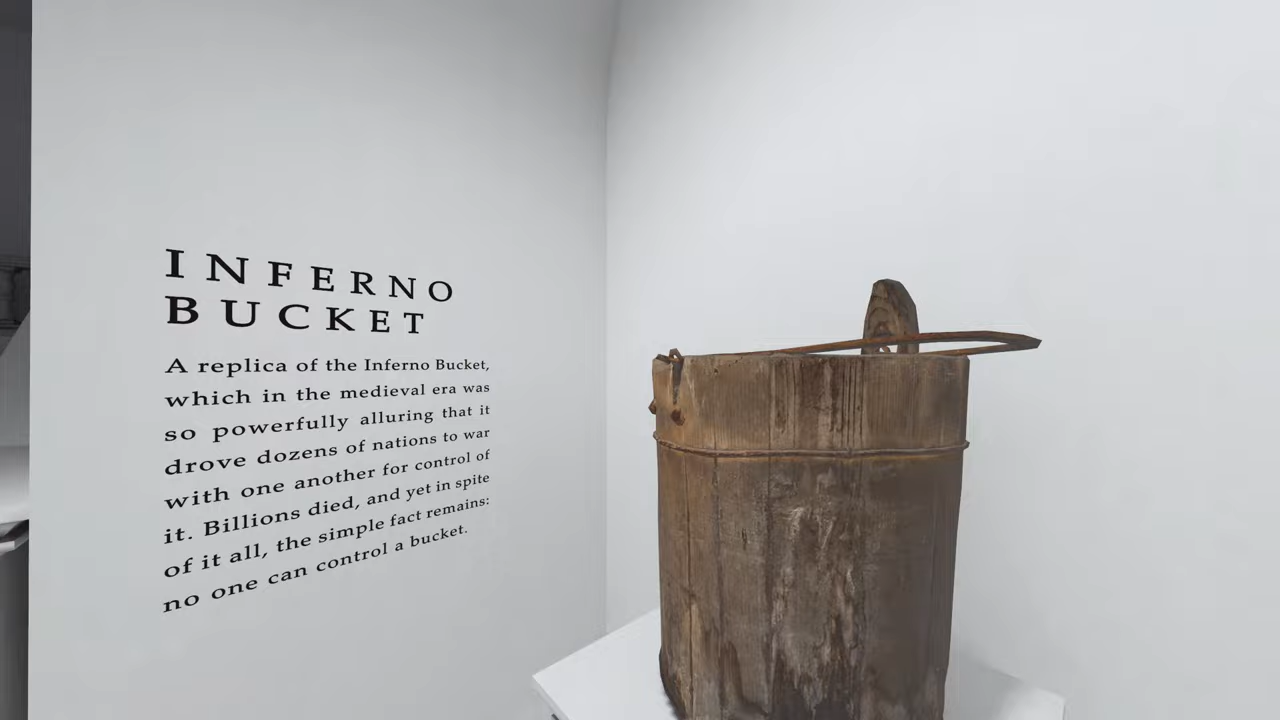 INFERNO
BUCKET
A replica of the Inferno Bucket,
which in the medieval era was
so powerfully alluring that it
drove dozens of nations to war
with one another for control of
it. Billions died, and yet in spite
of it all, the simple fact remains:
no one can control a bucket.